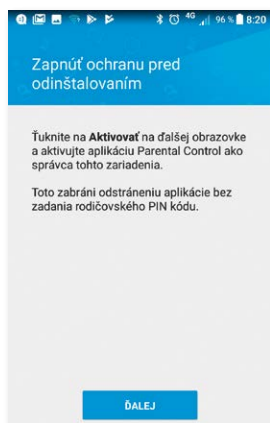 4G 96 % 8:20
Zapnúť ochranu pred
odinštalovaním
Ťuknite na Aktivovať na ďalšej obrazovke
a aktivujte aplikáciu Parental Control ako
správca tohto zariadenia.
Toto zabráni odstráneniu aplikácie bez
zadania rodičovského PIN kódu.
ĎALEJ